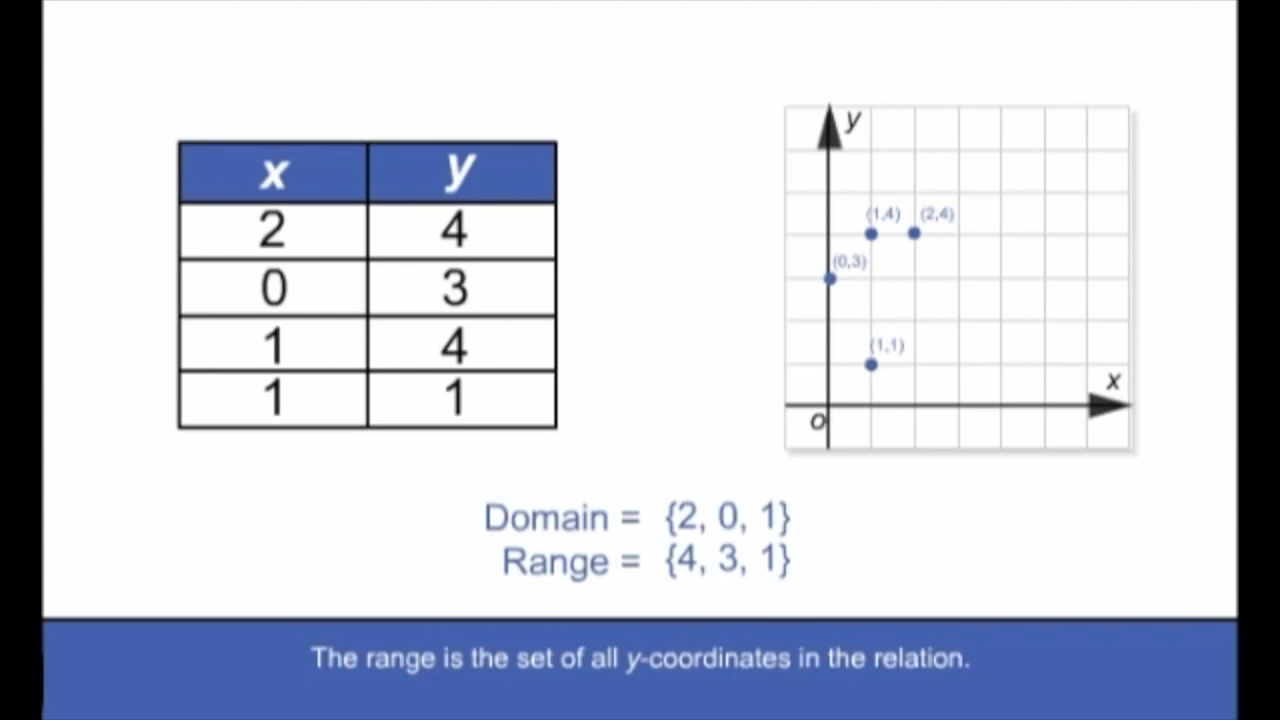 x y
2 4
0 3
1 4
1 1
y
(1,4) (2,4)
(0,3)
(1,1)
x
o
Domain = {2, 0, 1}
Range = {4, 3, 1}
The range is the set of all y-coordinates in the relation.